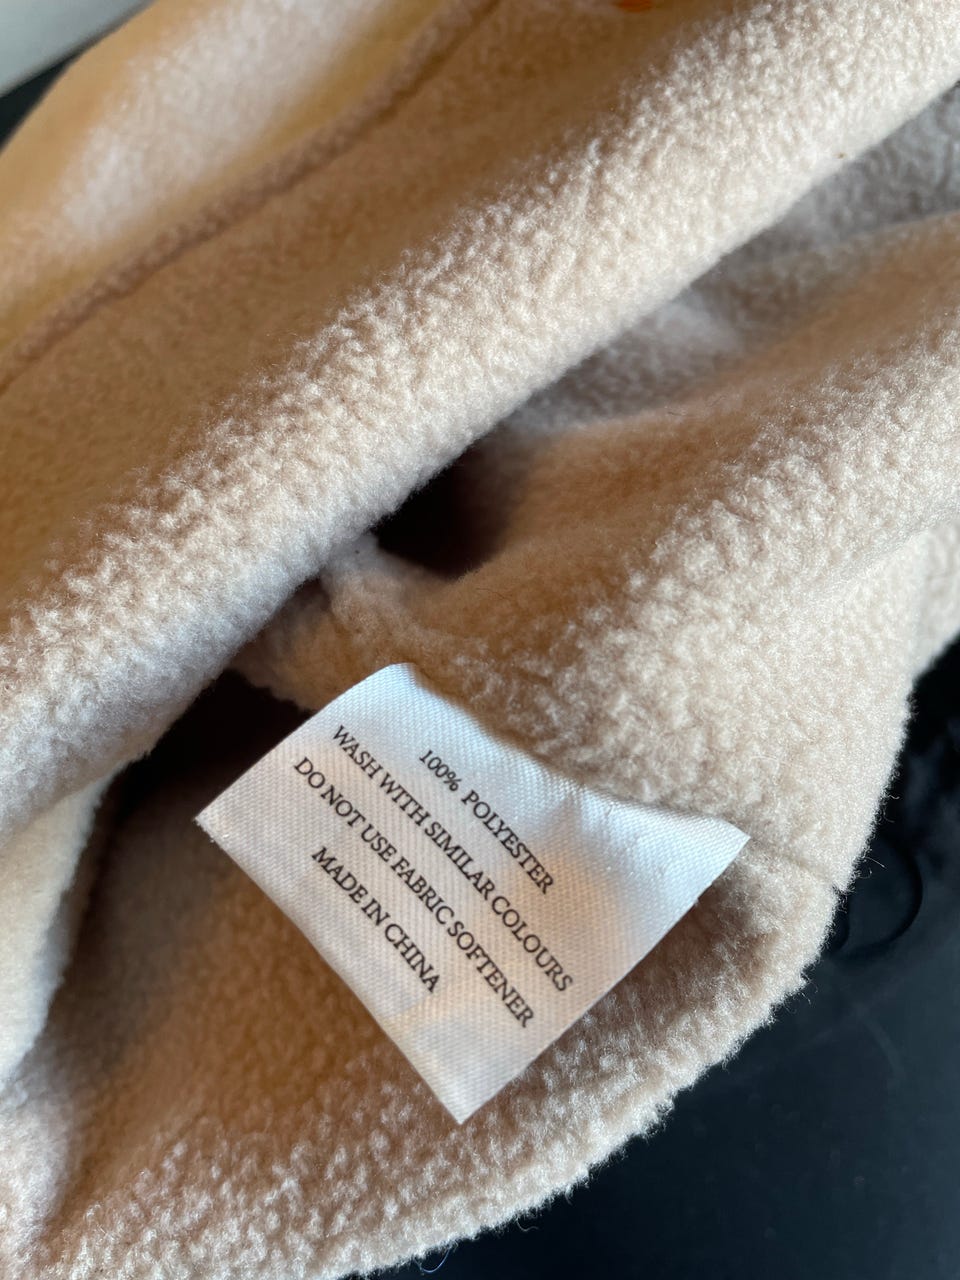 100% POLYESTER
WASH WITH SIMILAR COLOURS
DO NOT USE FABRIC SOFTENER
MADE IN CHINA